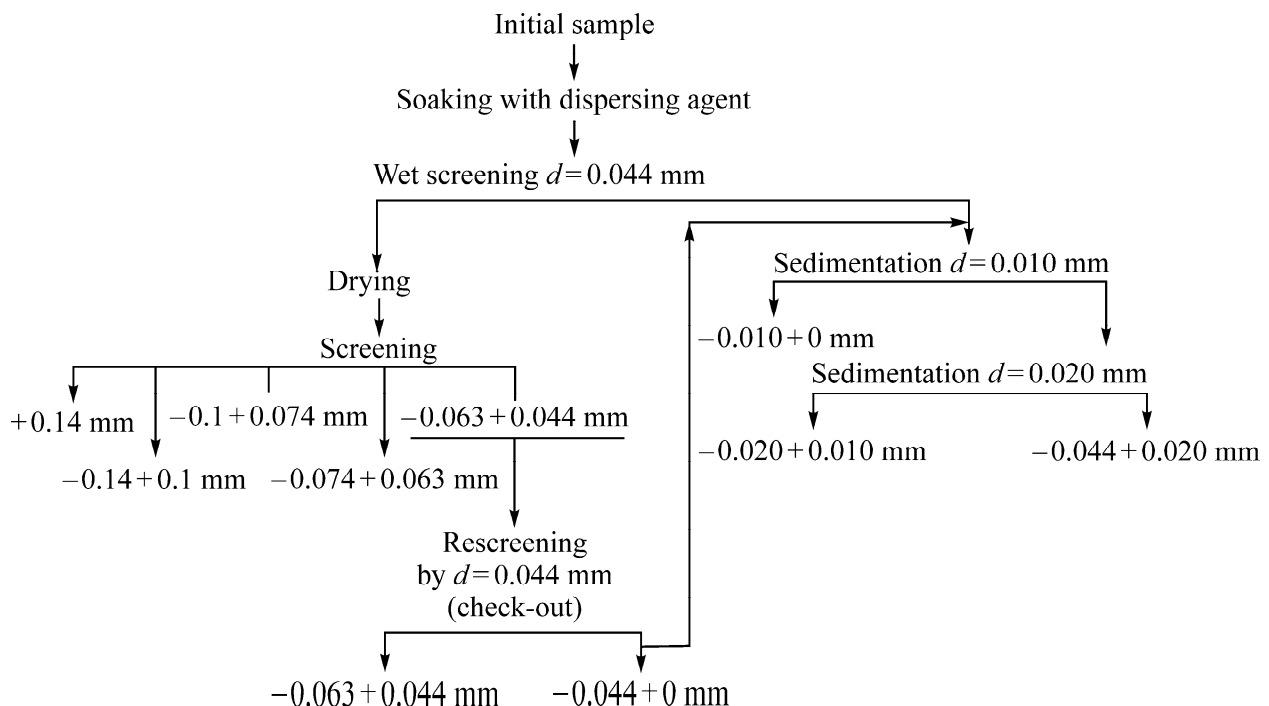 Initial sample
Soaking with dispersing agent
Wet screening d=0.044 mm
Drying
Screening
+0.14 mm
−0.14+0.1 mm
−0.1+0.074 mm
−0.074+0.063 mm
−0.063+0.044 mm
Rescreening
by d=0.044 mm
(check-out)
−0.063+0.044 mm
−0.044+0 mm
Sedimentation d=0.010 mm
−0.010+0 mm
Sedimentation d=0.020 mm
−0.020+0.010 mm
−0.044+0.020 mm